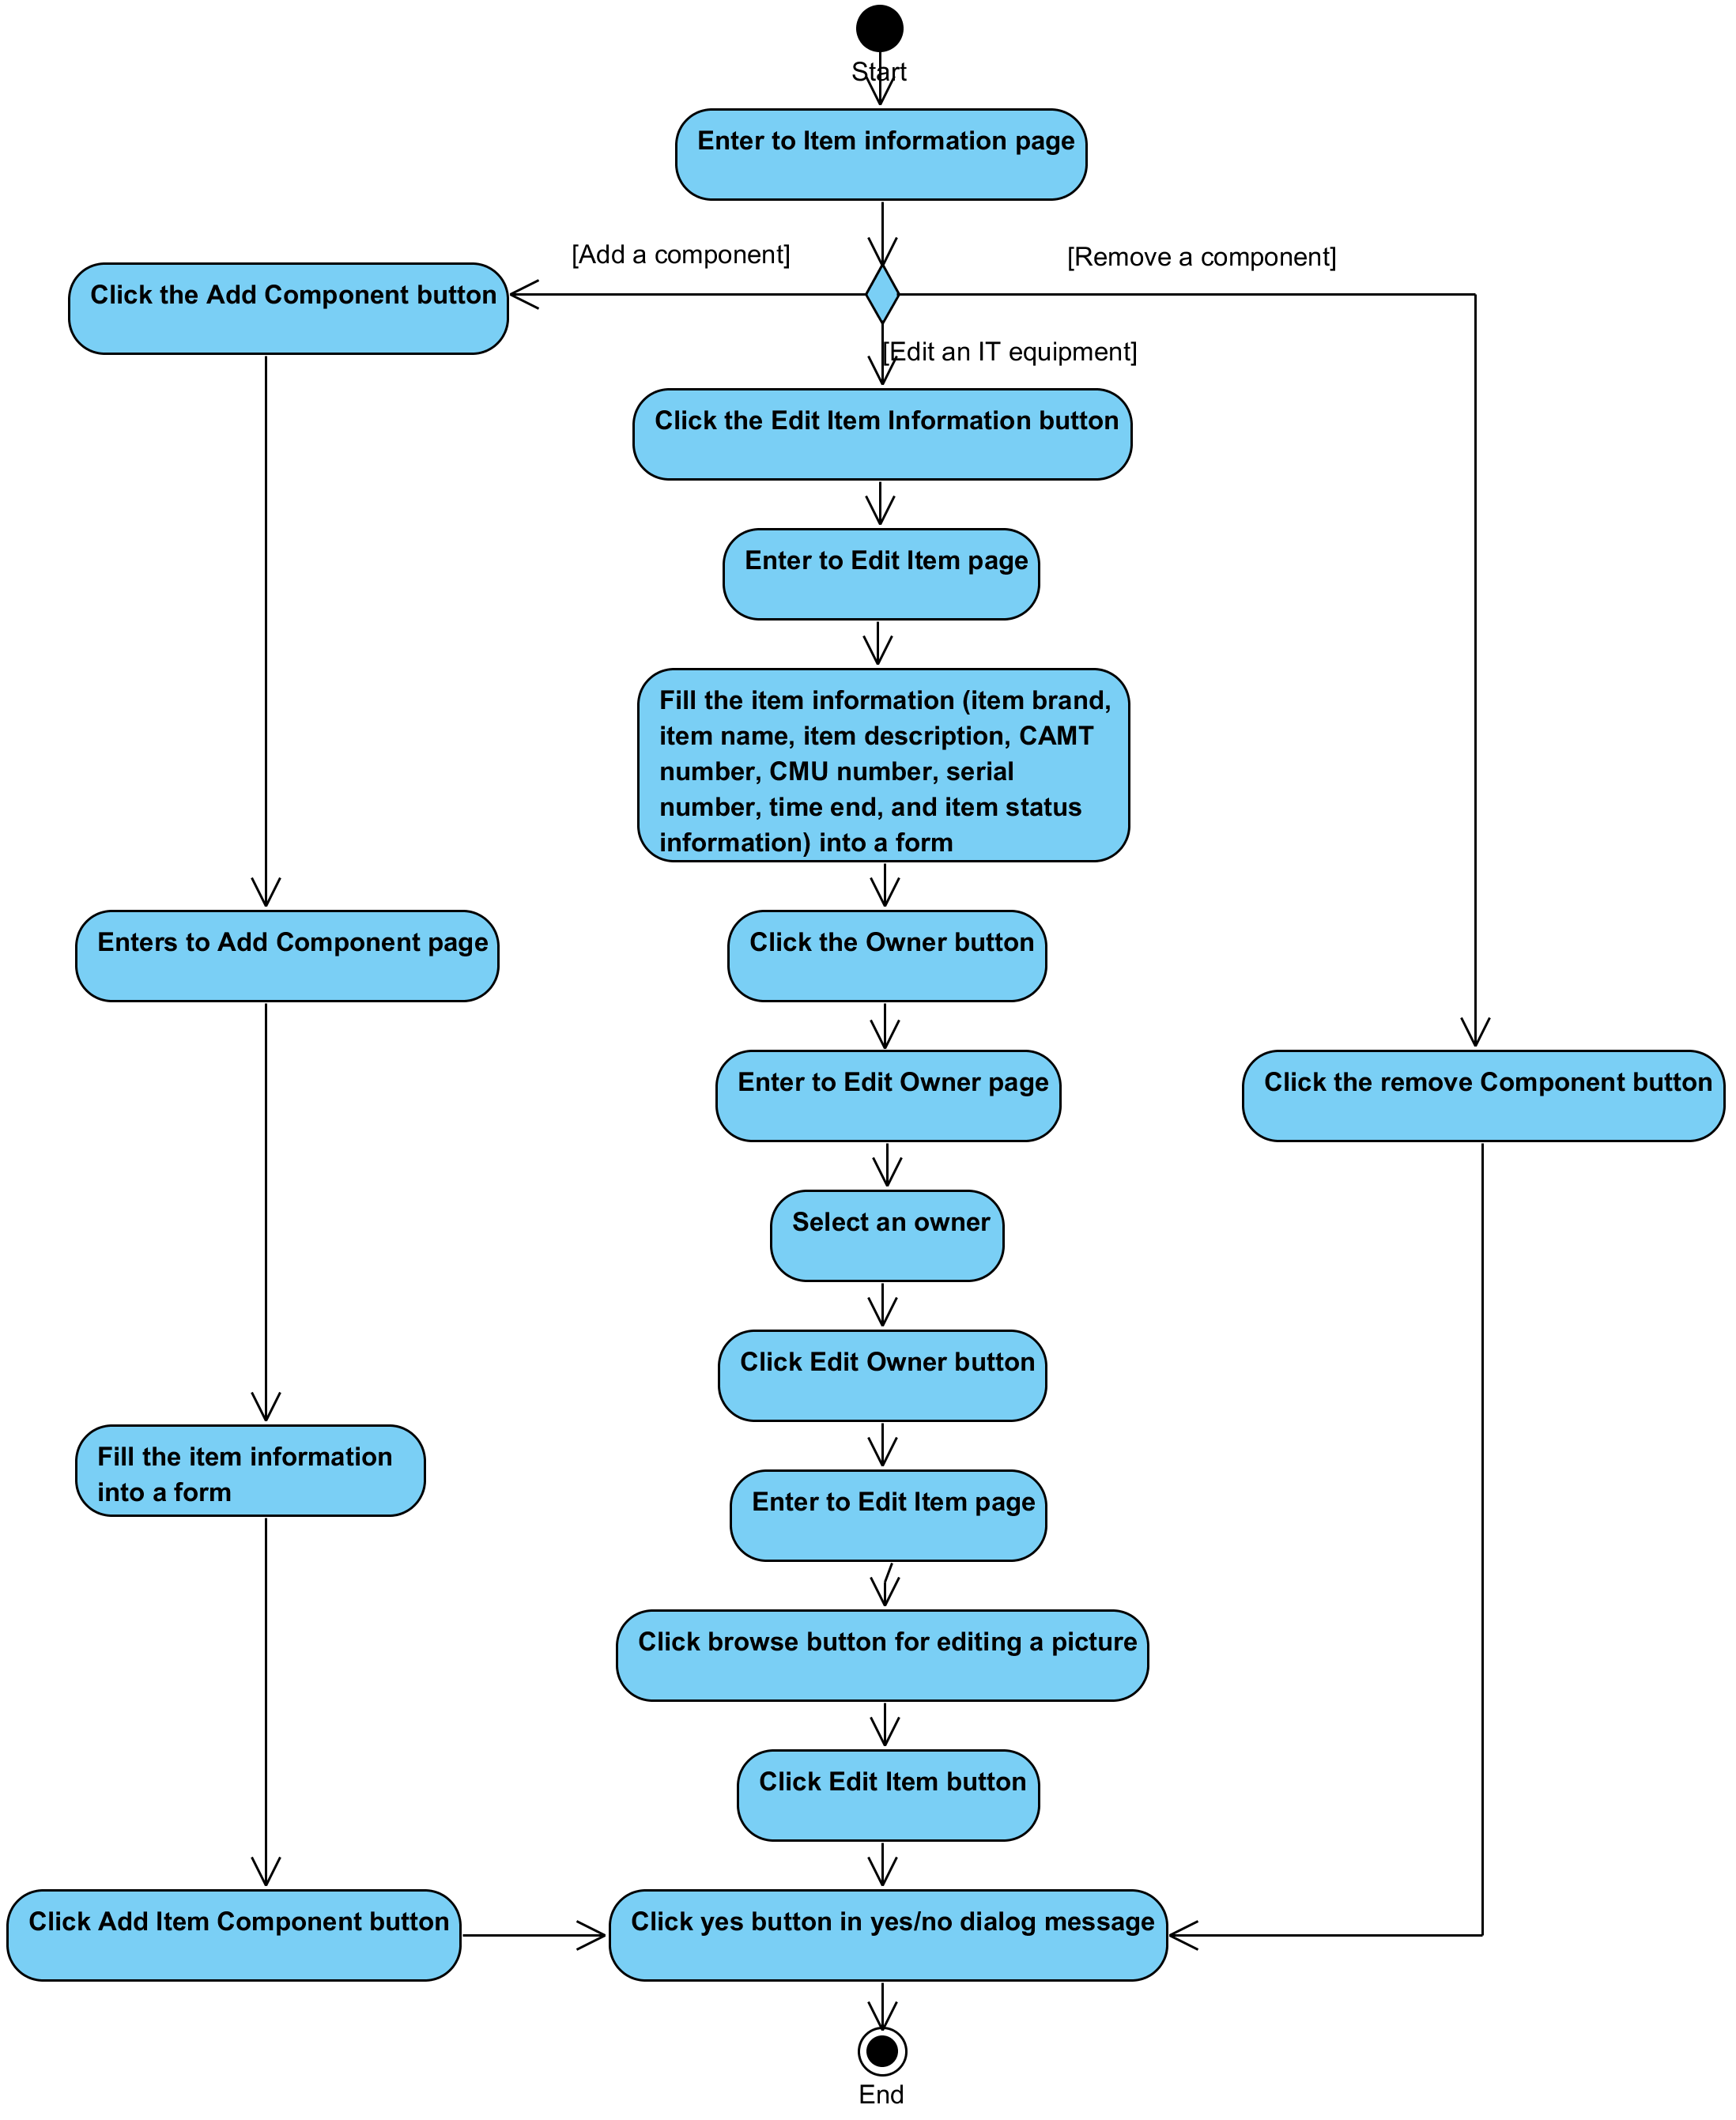 Start
Enter to Item information page
[Add a component]
[Remove a component]
Click the Add Component button
[Edit an IT equipment]
Click the Edit Item Information button
Enter to Edit Item page
Fill the item information (item brand,
item name, item description, CAMT
number, CMU number, serial
number, time end, and item status
information) into a form
Enters to Add Component page
Click the Owner button
Enter to Edit Owner page
Click the remove Component button
Select an owner
Click Edit Owner button
Fill the item information
into a form
Enter to Edit Item page
Click browse button for editing a picture
Click Edit Item button
Click Add Item Component button
Click yes button in yes/no dialog message
End